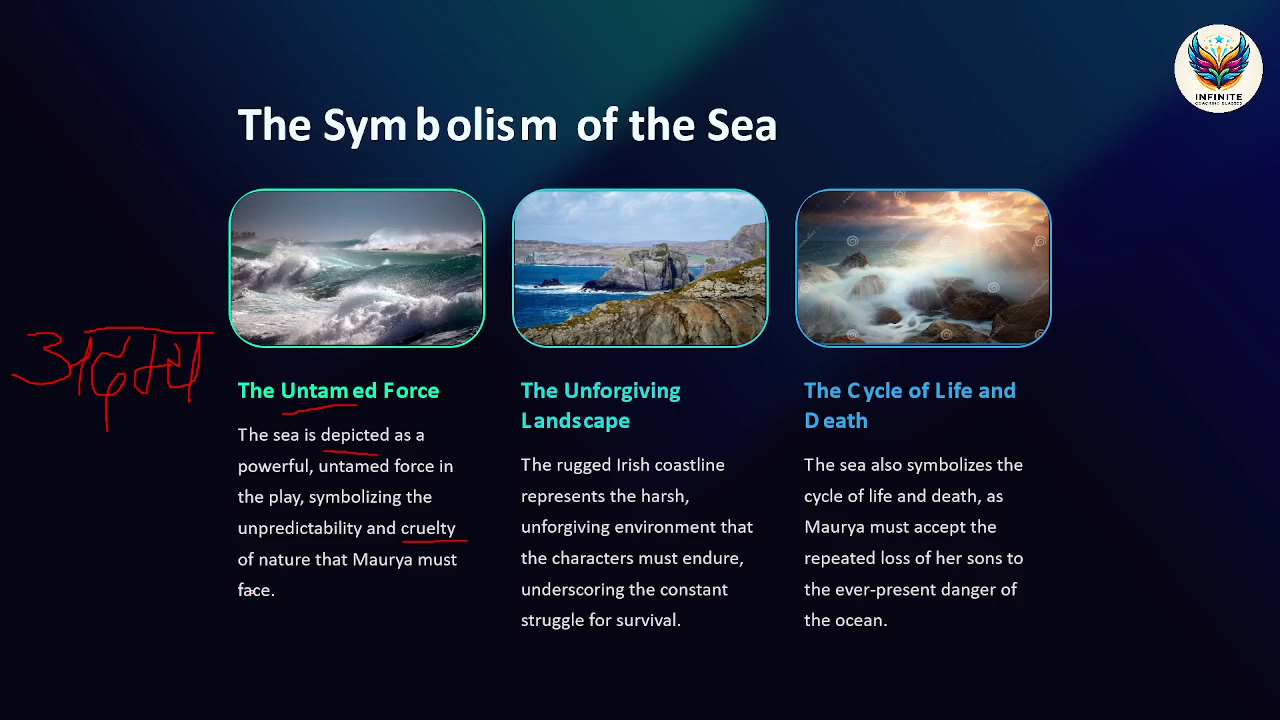 INFINITE
COACHING CLASSES
The Symbolism of the Sea
अदम्य
The Untamed Force
The sea is depicted as a
powerful, untamed force in
the play, symbolizing the
unpredictability and cruelty
of nature that Maurya must
face.
The Unforgiving
Landscape
The rugged Irish coastline
represents the harsh,
unforgiving environment that
the characters must endure,
underscoring the constant
struggle for survival.
The Cycle of Life and
Death
The sea also symbolizes the
cycle of life and death, as
Maurya must accept the
repeated loss of her sons to
the ever-present danger of
the ocean.